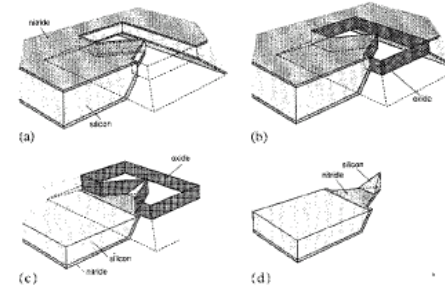 nitride
silicon
(a)
oxide
(b)
oxide
silicon
nitride
(c)
silicon
nitride
(d)